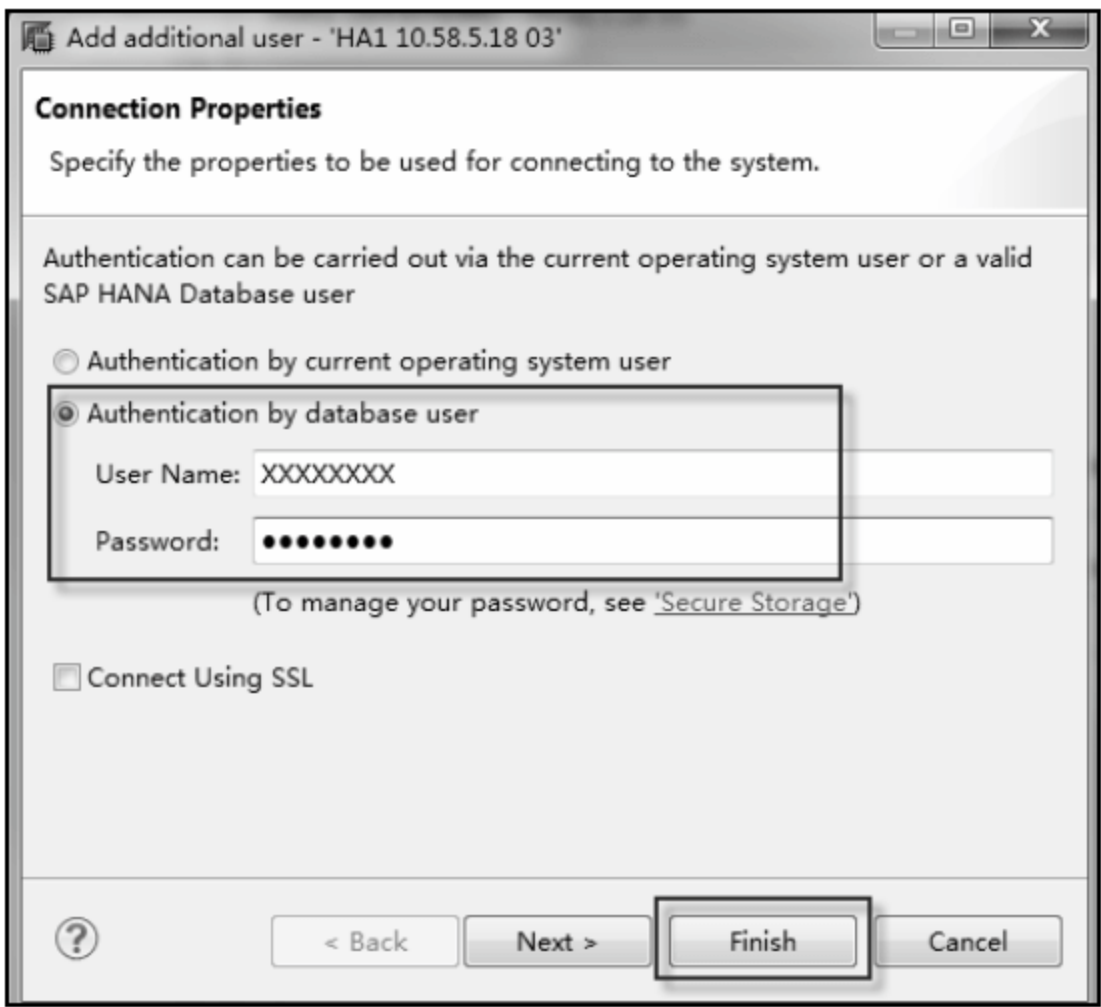 Add additional user - 'HA1 10.58.5.18 03'
Connection Properties
Specify the properties to be used for connecting to the system.
Authentication can be carried out via the current operating system user or a valid
SAP HANA Database user
Authentication by current operating system user
Authentication by database user
User Name: XXXXXXXX
Password: ●●●●●●●●
(To manage your password, see 'Secure Storage')
Connect Using SSL
? < Back Next > Finish Cancel